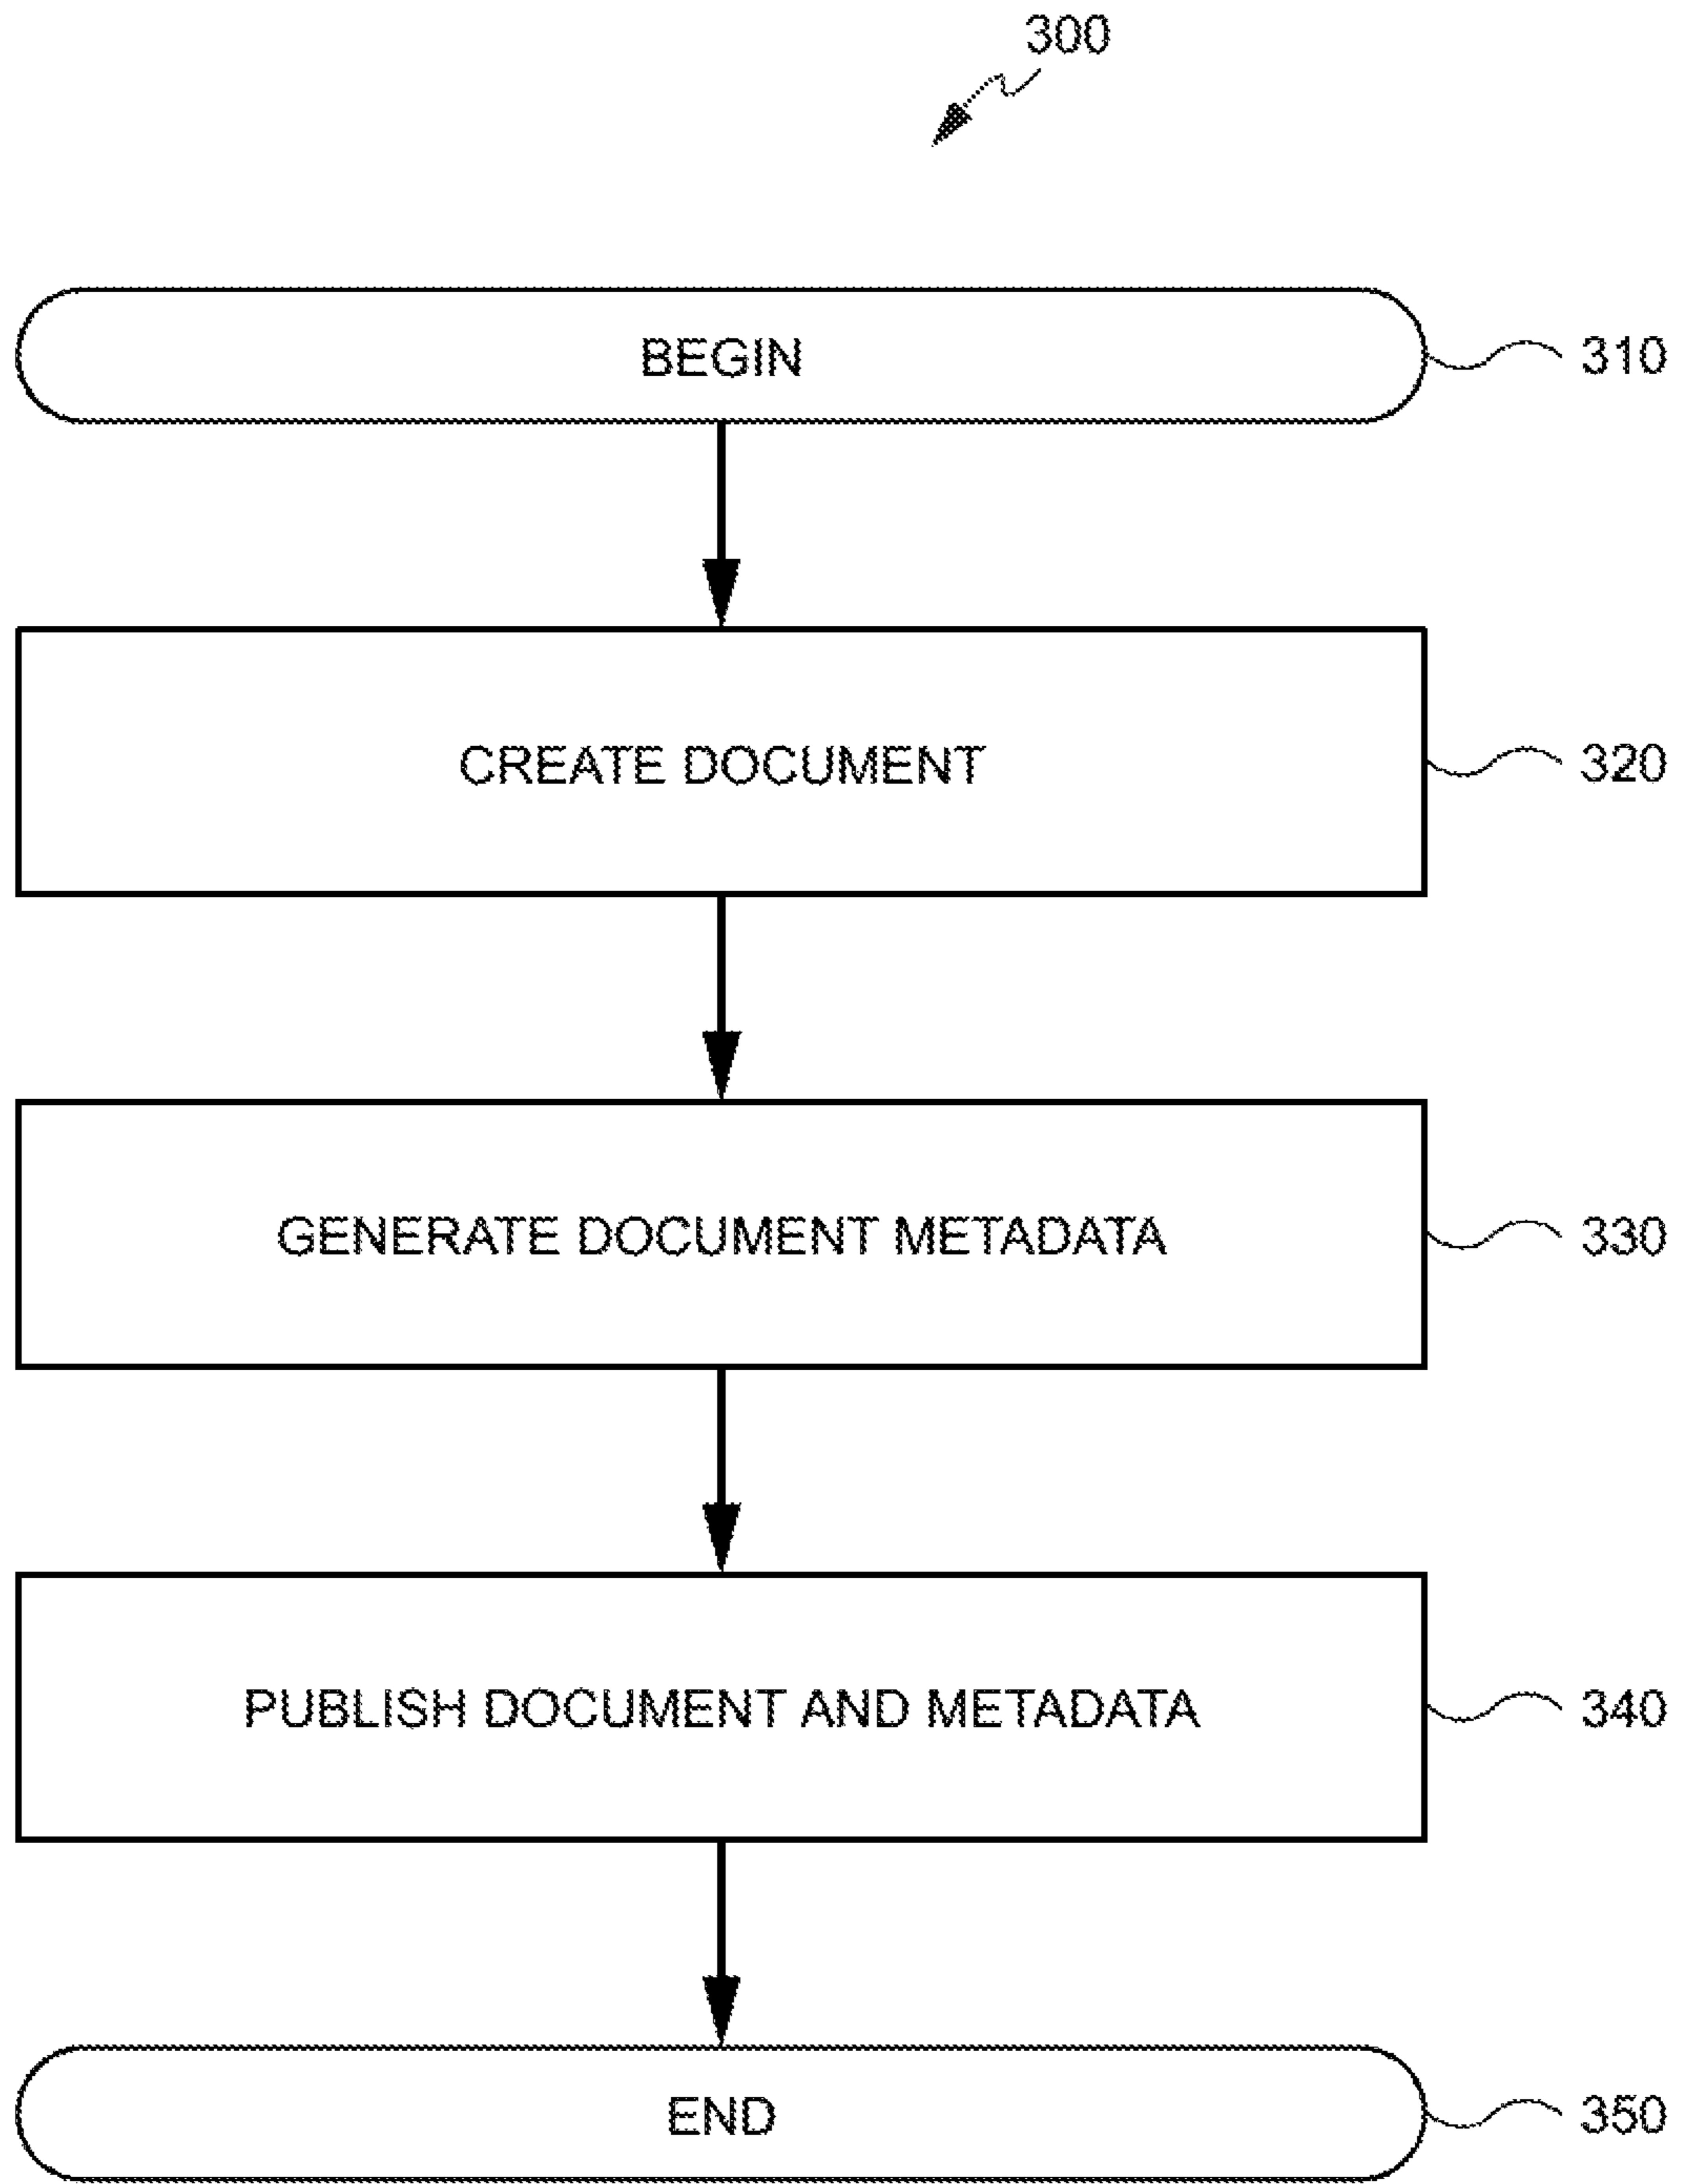 300
BEGIN
310
CREATE DOCUMENT
320
GENERATE DOCUMENT METADATA
330
PUBLISH DOCUMENT AND METADATA
340
END
350